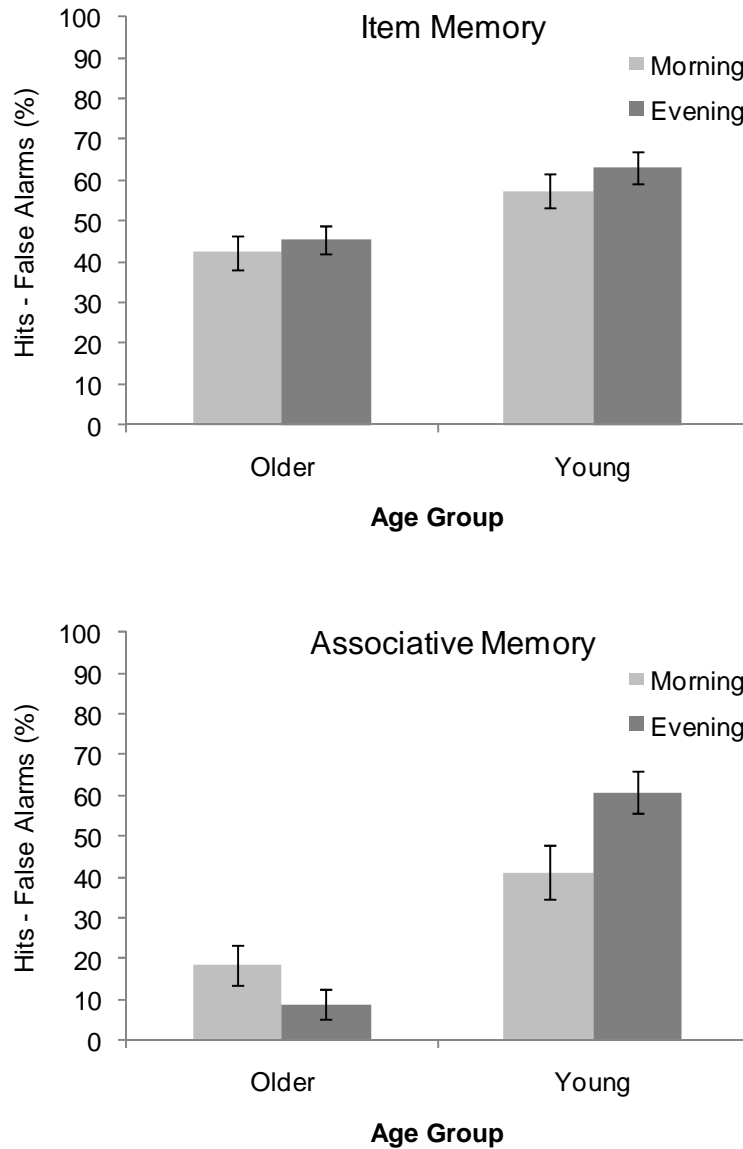 Item Memory
Morning
Evening
Hits - False Alarms (%)
100
90
80
70
60
50
40
30
20
10
0
Older Young
Age Group
Associative Memory
Morning
Evening
Hits - False Alarms (%)
100
90
80
70
60
50
40
30
20
10
0
Older Young
Age Group